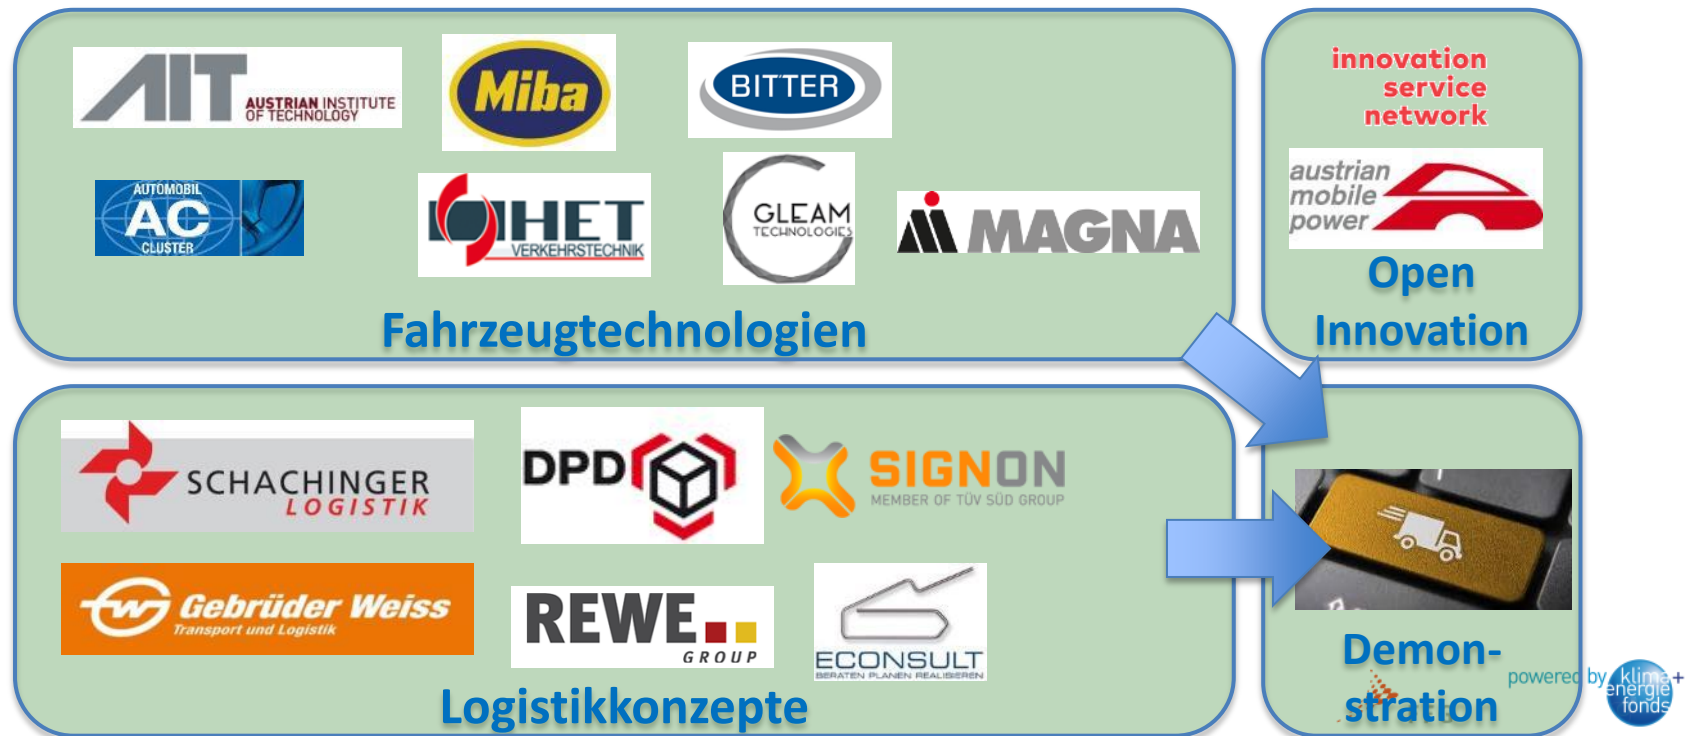 AIT
AUSTRIAN INSTITUTE
OF TECHNOLOGY
Miba
BITTER
AUTOMOBIL
AC
CLUSTER
HET
VERKEHRSTECHNIK
GLEAM
TECHNOLOGIES
MAGNA
Fahrzeugtechnologien
innovation
service
network
austrian
mobile
power
Open
Innovation
SCHACHINGER
LOGISTIK
DPD
SIGNON
MEMBER OF TÜV SÜD GROUP
Gebrüder Weiss
Transport und Logistik
REWE
GROUP
ECONSULT
BERATEN PLANEN REALISIEREN
Logistikkonzepte
Demon-
stration
powered by klima+
energie
fonds